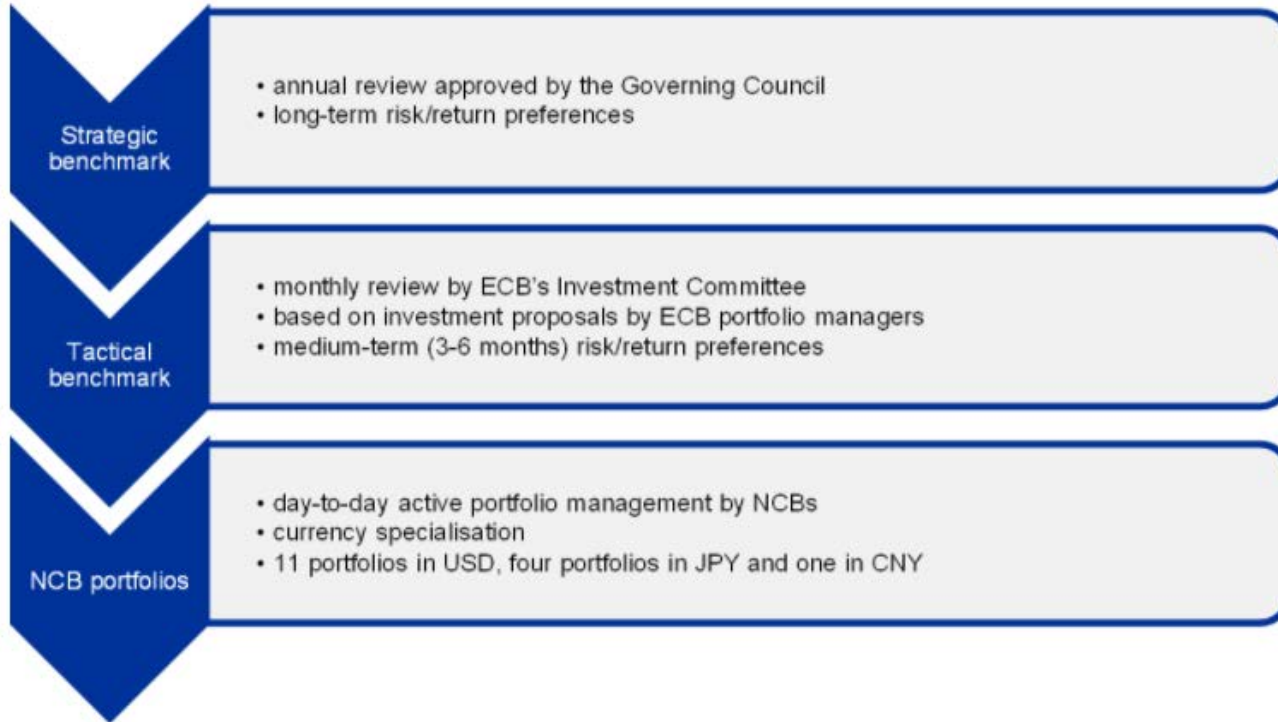 Strategic
benchmark
• annual review approved by the Governing Council
• long-term risk/return preferences
Tactical
benchmark
• monthly review by ECB's Investment Committee
• based on investment proposals by ECB portfolio managers
• medium-term (3-6 months) risk/return preferences
NCB portfolios
• day-to-day active portfolio management by NCBs
• currency specialisation
• 11 portfolios in USD, four portfolios in JPY and one in CNY